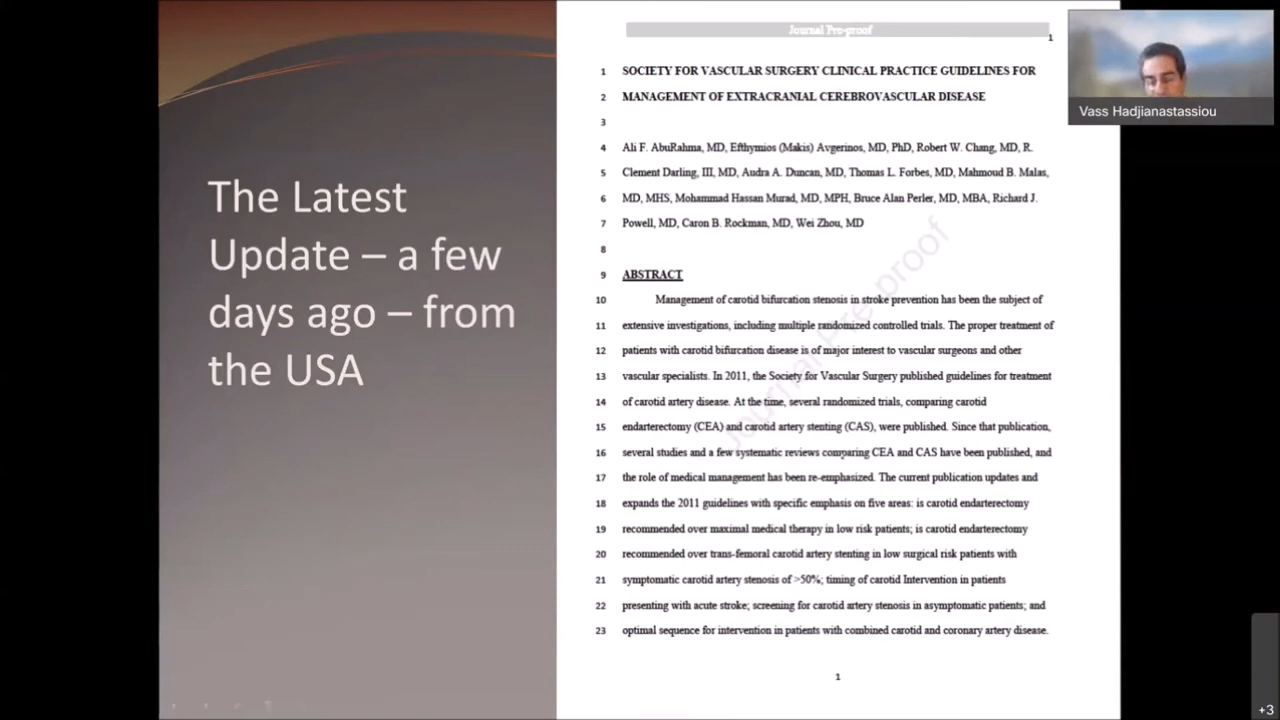 The Latest
Update – a few
days ago – from
the USA
Journal Pre-proof
1
1 SOCIETY FOR VASCULAR SURGERY CLINICAL PRACTICE GUIDELINES FOR
2 MANAGEMENT OF EXTRACRANIAL CEREBROVASCULAR DISEASE
3
4 Ali F. AbuRahma, MD, Efthymios (Makis) Avgerinos, MD, PhD, Robert W. Chang, MD, R.
5 Clement Darling, III, MD, Audra A. Duncan, MD, Thomas L. Forbes, MD, Mahmoud B. Malas,
6 MD, MHS, Mohammad Hassan Murad, MD, MPH, Bruce Alan Perler, MD, MBA, Richard J.
7 Powell, MD, Caron B. Rockman, MD, Wei Zhou, MD
8
9 ABSTRACT
10 Management of carotid bifurcation stenosis in stroke prevention has been the subject of
11 extensive investigations, including multiple randomized controlled trials. The proper treatment of
12 patients with carotid bifurcation disease is of major interest to vascular surgeons and other
13 vascular specialists. In 2011, the Society for Vascular Surgery published guidelines for treatment
14 of carotid artery disease. At the time, several randomized trials, comparing carotid
15 endarterectomy (CEA) and carotid artery stenting (CAS), were published. Since that publication,
16 several studies and a few systematic reviews comparing CEA and CAS have been published, and
17 the role of medical management has been re-emphasized. The current publication updates and
18 expands the 2011 guidelines with specific emphasis on five areas: is carotid endarterectomy
19 recommended over maximal medical therapy in low risk patients; is carotid endarterectomy
20 recommended over trans-femoral carotid artery stenting in low surgical risk patients with
21 symptomatic carotid artery stenosis of >50%; timing of carotid Intervention in patients
22 presenting with acute stroke; screening for carotid artery stenosis in asymptomatic patients; and
23 optimal sequence for intervention in patients with combined carotid and coronary artery disease.
1
Journal Pre-proof
Vass Hadjianastassiou
+3